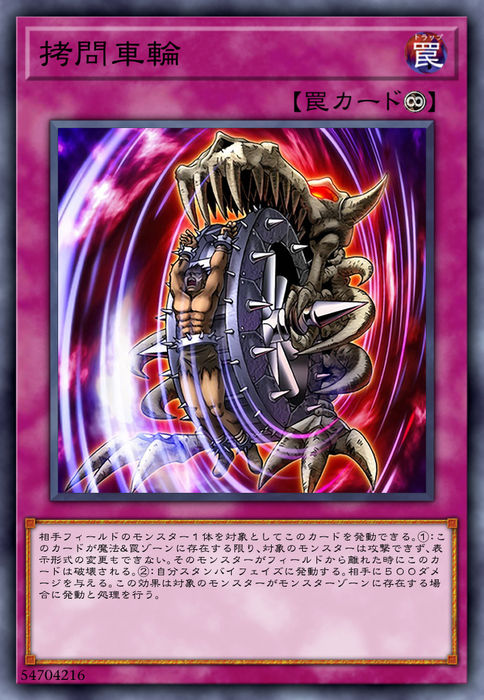 拷問車輪
トラップ
罠
【罠カード】
相手フィールドのモンスター１体を対象としてこのカードを発動できる。①：こ
のカードが魔法&罠ゾーンに存在する限り、対象のモンスターは攻撃できず、表
示形式の変更もできない。そのモンスターがフィールドから離れた時にこのカ
ードは破壊される。②：自分スタンバイフェイズに発動する。相手に５００ダメ
ージを与える。この効果は対象のモンスターがモンスターゾーンに存在する場
合に発動と処理を行う。
54704216